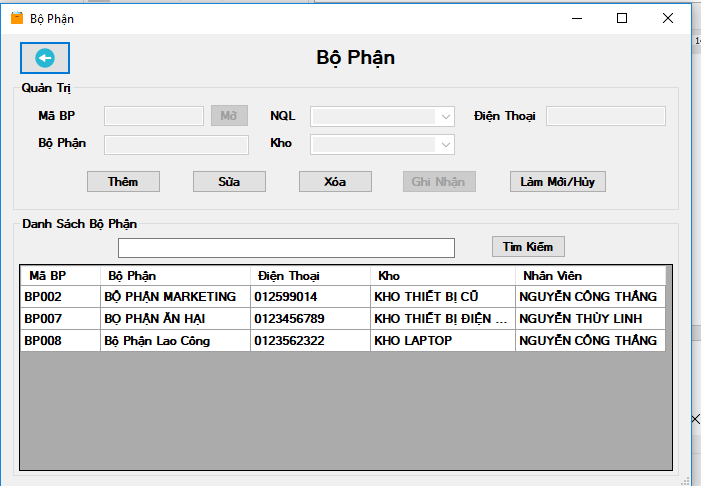 Bộ Phận
Bộ Phận
Quản Trị
Mã BP Mở NQL Điện Thoại
Bộ Phận Kho
Thêm Sửa Xóa Ghi Nhận Làm Mới/Hủy
Danh Sách Bộ Phận
Tìm Kiếm
Mã BP Bộ Phận Điện Thoại Kho Nhân Viên
BP002 BỘ PHẬN MARKETING 012599014 KHO THIẾT BỊ CŨ NGUYỄN CÔNG THẮNG
BP007 BỌ PHẬN ĂN HẠI 0123456789 KHO THIẾT BỊ ĐIỆN ... NGUYỄN THÙY LINH
BP008 Bộ Phận Lao Công 0123562322 KHO LAPTOP NGUYỄN CÔNG THẮNG